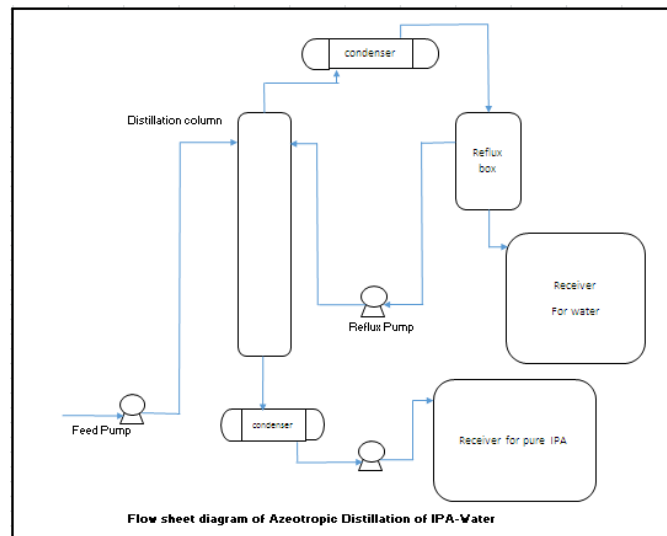 condenser
Distillation column
Reflux
box
Receiver
For water
Reflux Pump
Feed Pump
condenser
Receiver for pure IPA
Flow sheet diagram of Azeotropic Distillation of IPA-Water